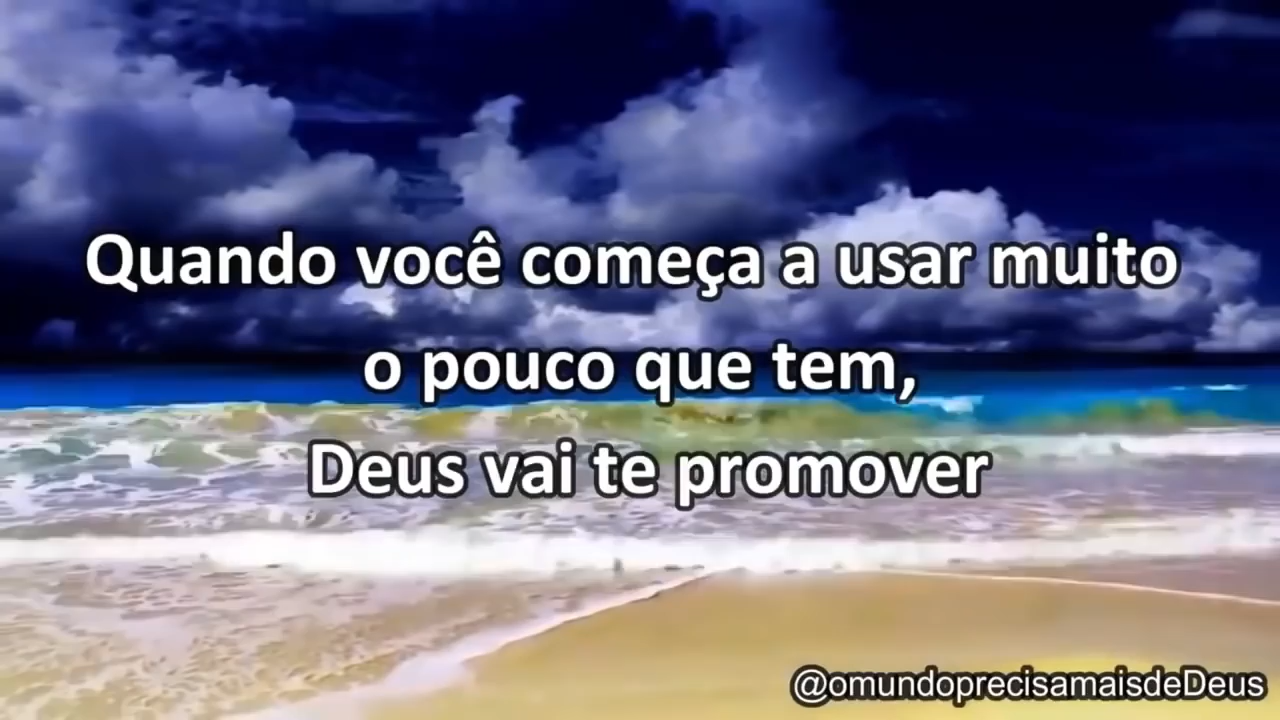 Quando você começa a usar muito
o pouco que tem,
Deus vai te promover
@omundoprecisamaisdeDeus